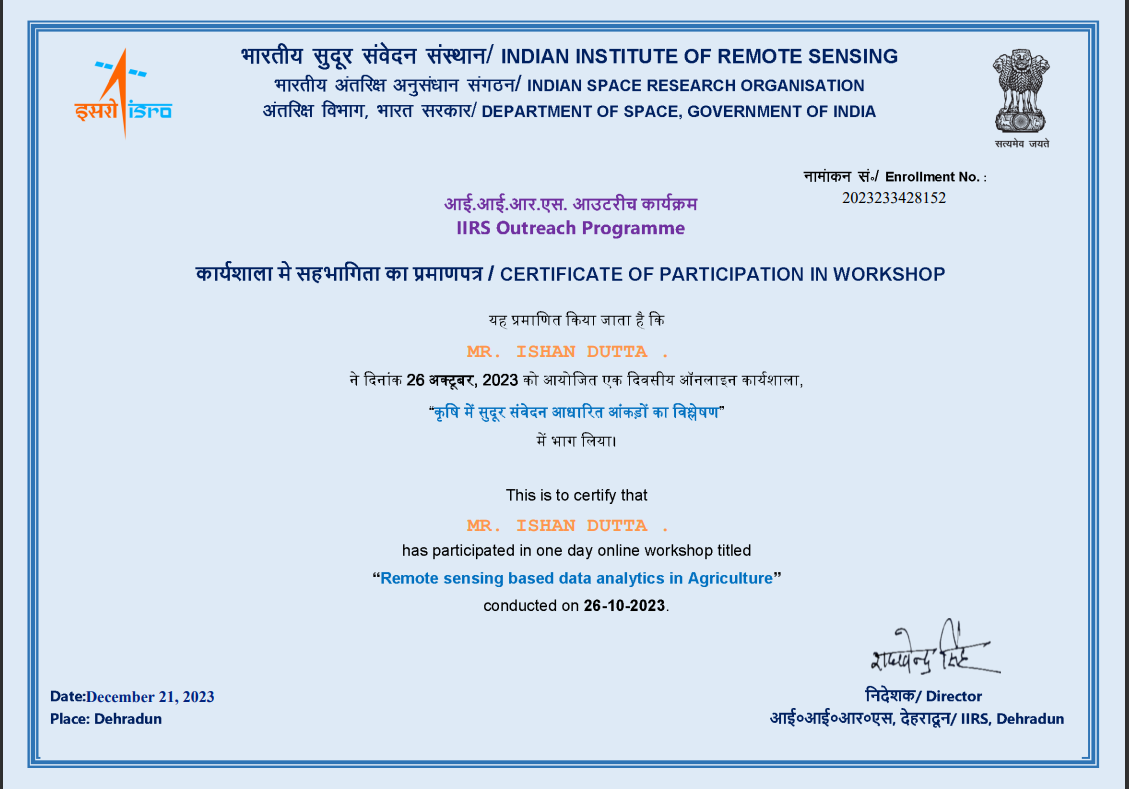 भारतीय सुदूर संवेदन संस्थान/ INDIAN INSTITUTE OF REMOTE SENSING
भारतीय अंतरिक्ष अनुसंधान संगठन/ INDIAN SPACE RESEARCH ORGANISATION
अंतरिक्ष विभाग, भारत सरकार/ DEPARTMENT OF SPACE, GOVERNMENT OF INDIA
इसरो isro
सत्यमेव जयते
नामांकन सं॰/ Enrollment No. :
2023233428152
आई.आई.आर.एस. आउटरीच कार्यक्रम
IIRS Outreach Programme
कार्यशाला मे सहभागिता का प्रमाणपत्र / CERTIFICATE OF PARTICIPATION IN WORKSHOP
यह प्रमाणित किया जाता है कि
MR. ISHAN DUTTA .
ने दिनांक 26 अक्टूबर, 2023 को आयोजित एक दिवसीय ऑनलाइन कार्यशाला,
“कृषि में सुदूर संवेदन आधारित आंकड़ों का विश्लेषण”
में भाग लिया।
This is to certify that
MR. ISHAN DUTTA .
has participated in one day online workshop titled
“Remote sensing based data analytics in Agriculture”
conducted on 26-10-2023.
राघवेन्द्र सिंह
Date:December 21, 2023
Place: Dehradun
निदेशक/ Director
आई०आई०आर०एस, देहरादून/ IIRS, Dehradun